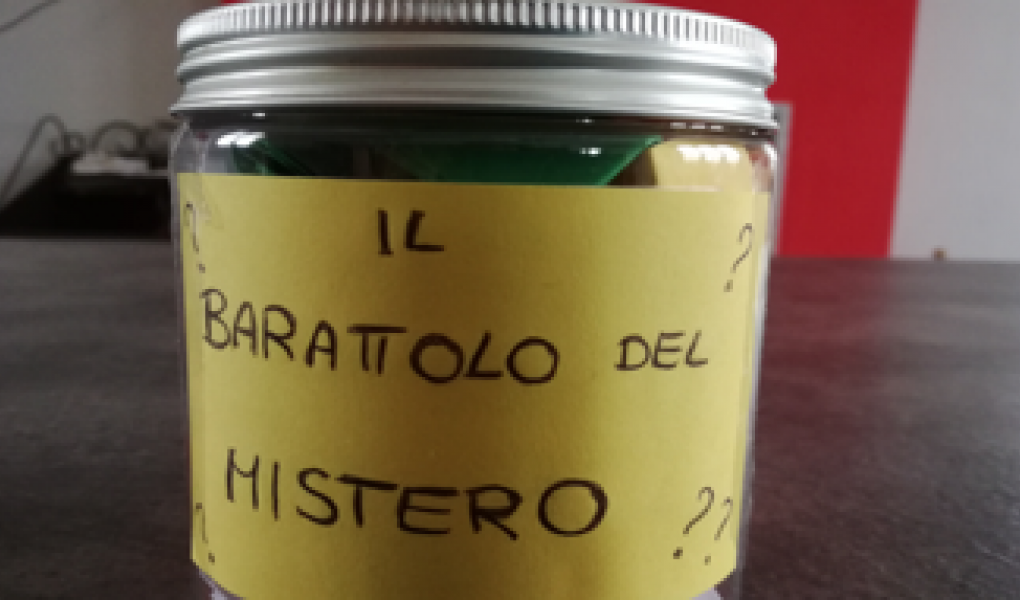 IL
? ?
BARATTOLO DEL
MISTERO
? ??